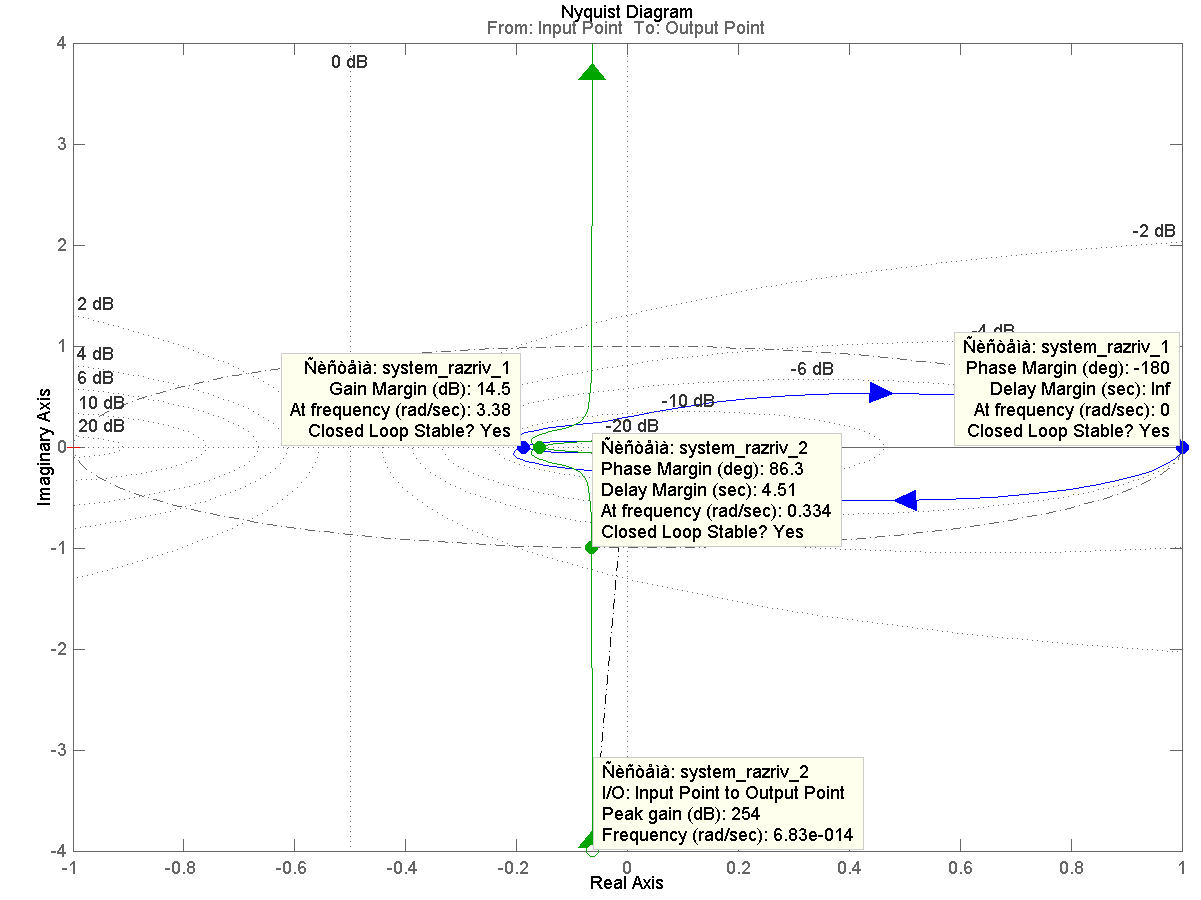 Nyquist Diagram
From: Input Point To: Output Point
4
3
2
1
0
-1
-2
-3
-4
Imaginary Axis
0 dB
-2 dB
2 dB
4 dB
6 dB
10 dB
20 dB
-4 dB
-6 dB
-10 dB
-20 dB
Ñèñòåìà: system_razriv_1
Gain Margin (dB): 14.5
At frequency (rad/sec): 3.38
Closed Loop Stable? Yes
Ñèñòåìà: system_razriv_1
Phase Margin (deg): -180
Delay Margin (sec): Inf
At frequency (rad/sec): 0
Closed Loop Stable? Yes
Ñèñòåìà: system_razriv_2
Phase Margin (deg): 86.3
Delay Margin (sec): 4.51
At frequency (rad/sec): 0.334
Closed Loop Stable? Yes
Ñèñòåìà: system_razriv_2
I/O: Input Point to Output Point
Peak gain (dB): 254
Frequency (rad/sec): 6.83e-014
-1 -0.8 -0.6 -0.4 -0.2 0 0.2 0.4 0.6 0.8 1
Real Axis